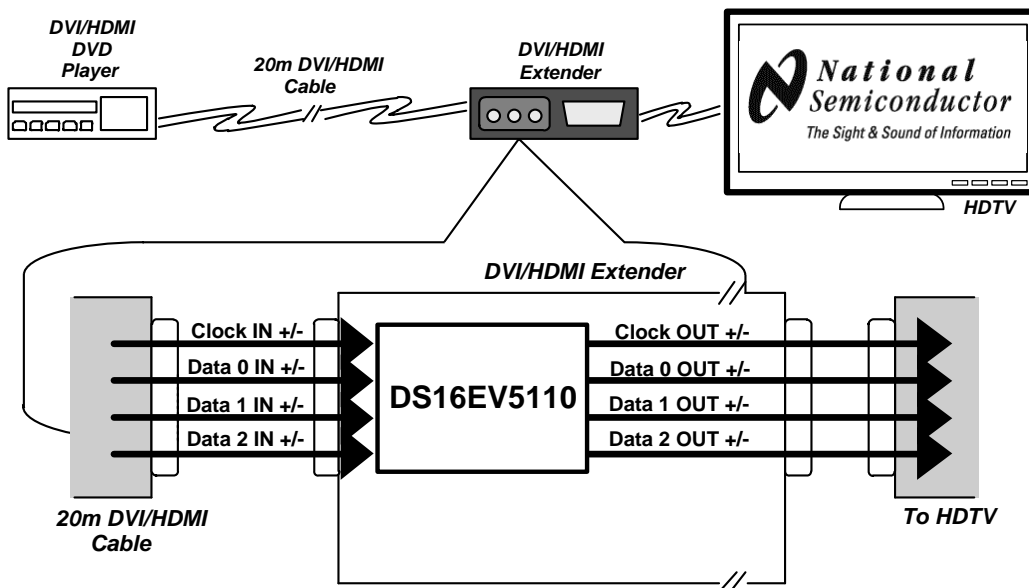 DVI/HDMI
DVD
Player
20m DVI/HDMI
Cable
DVI/HDMI
Extender
National
Semiconductor
The Sight & Sound of Information
HDTV
DVI/HDMI Extender
Clock IN +/-
Data 0 IN +/-
Data 1 IN +/-
Data 2 IN +/-
DS16EV5110
Clock OUT +/-
Data 0 OUT +/-
Data 1 OUT +/-
Data 2 OUT +/-
20m DVI/HDMI
Cable
To HDTV